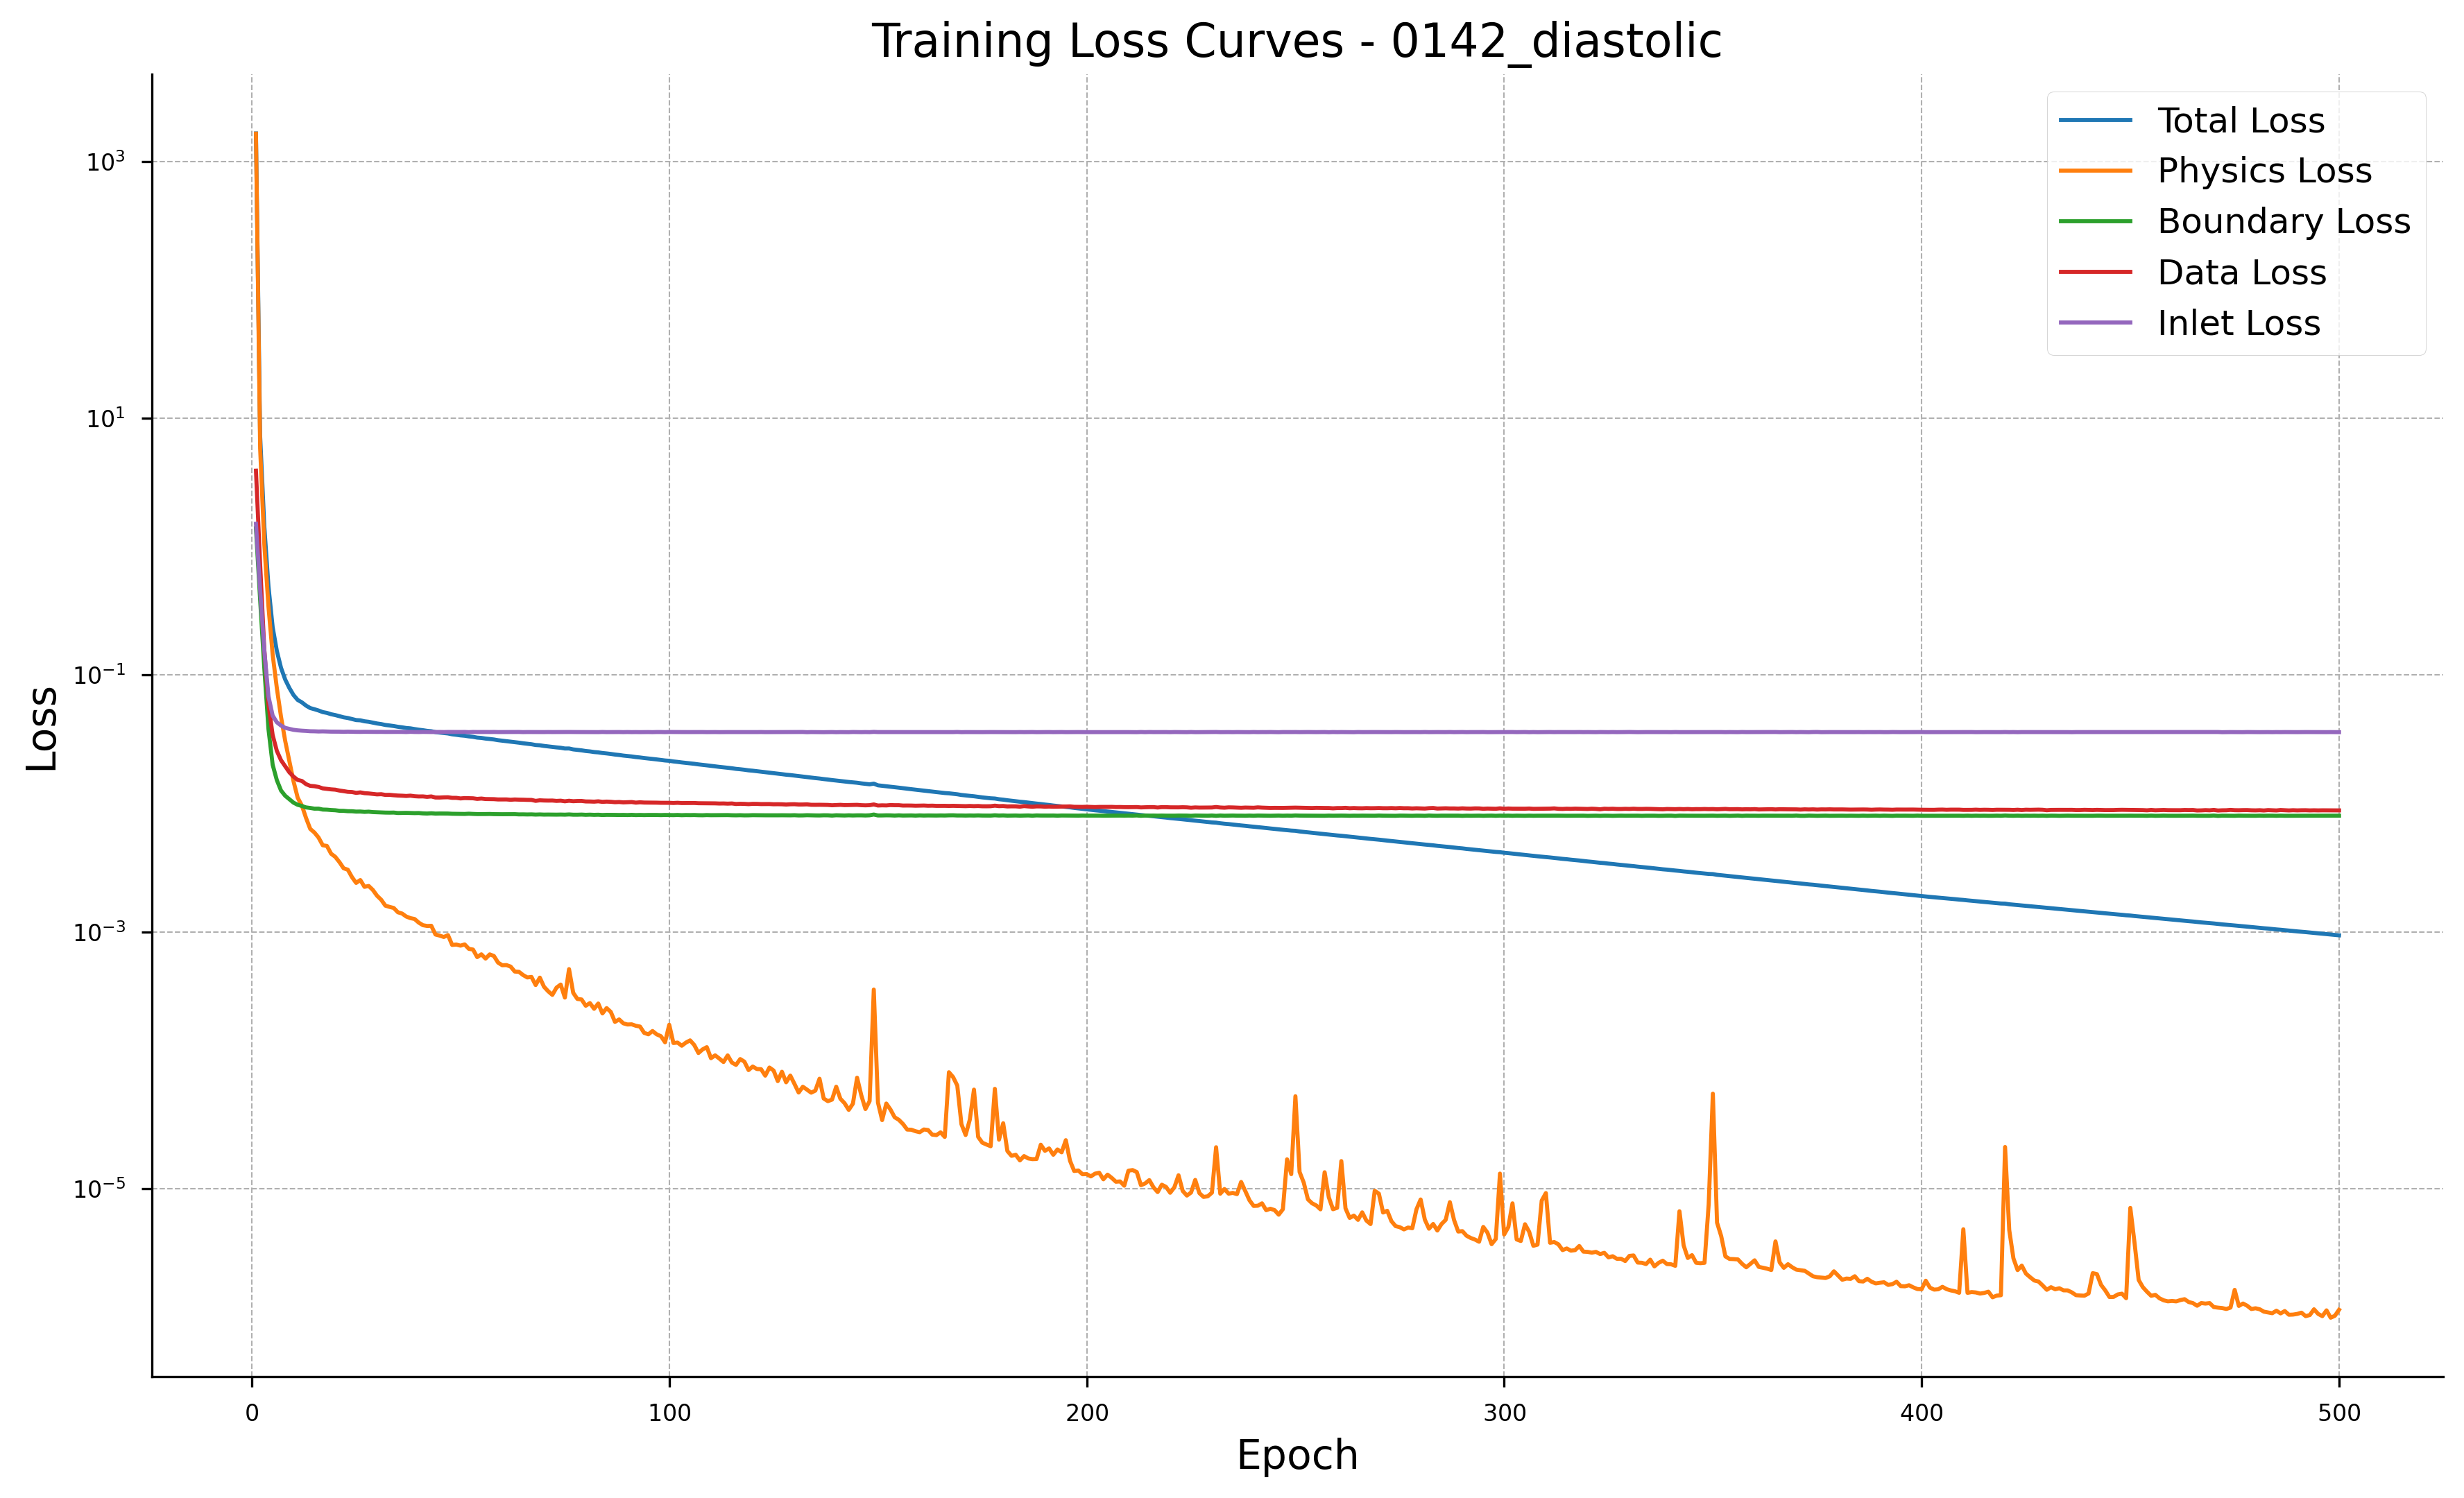 Training Loss Curves - 0142_diastolic
Total Loss
Physics Loss
Boundary Loss
Data Loss
Inlet Loss
Loss
10³
10¹
10⁻¹
10⁻³
10⁻⁵
0 100 200 300 400 500
Epoch